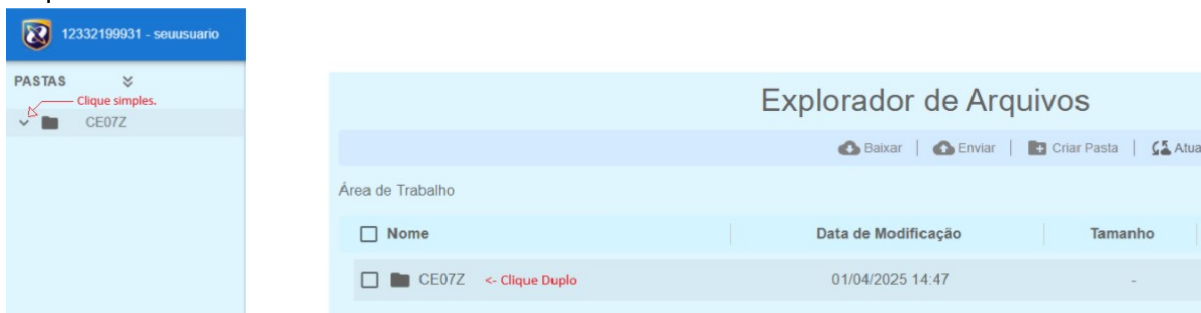 12332199931 - seuusuario
PASTAS
Clique simples.
CE07Z
Explorador de Arquivos
Baixar | Enviar | Criar Pasta |
Área de Trabalho
Nome Data de Modificação Tamanho
CE07Z <- Clique Duplo 01/04/2025 14:47 -